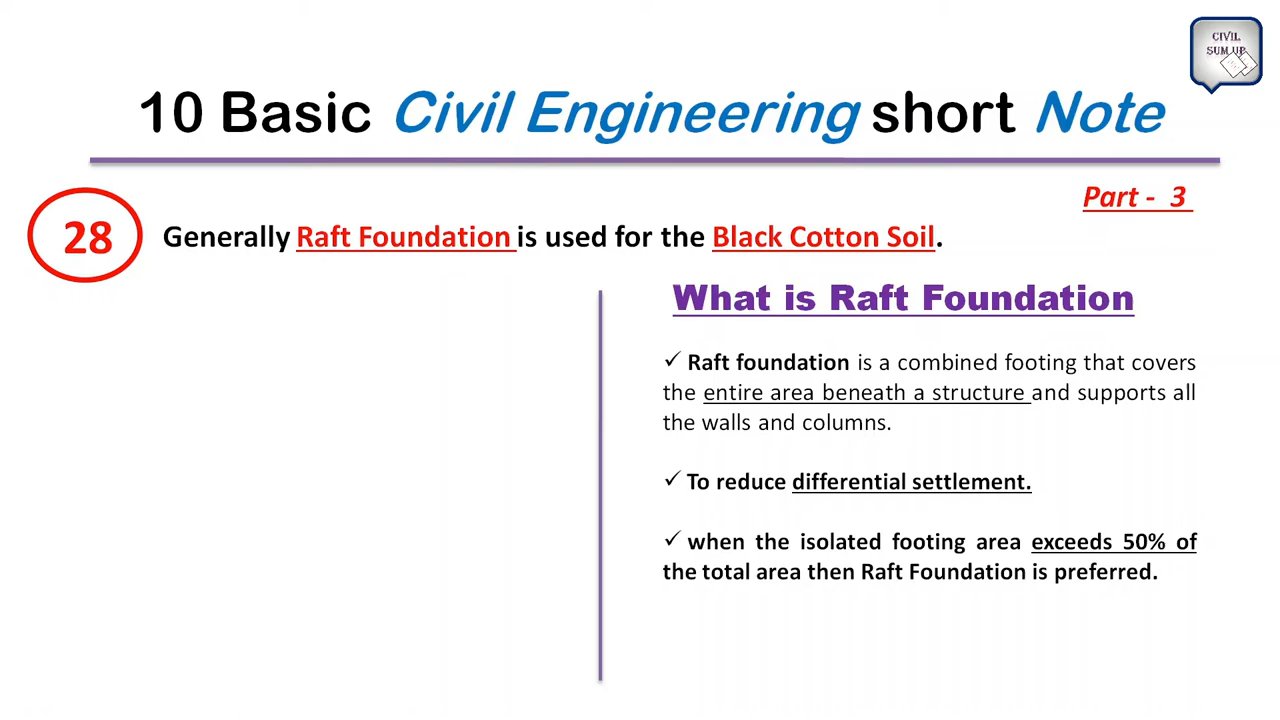 CIVIL
SUM UP
10 Basic Civil Engineering short Note
Part - 3
28 Generally Raft Foundation is used for the Black Cotton Soil.
What is Raft Foundation
✓ Raft foundation is a combined footing that covers
the entire area beneath a structure and supports all
the walls and columns.
✓ To reduce differential settlement.
✓ when the isolated footing area exceeds 50% of
the total area then Raft Foundation is preferred.